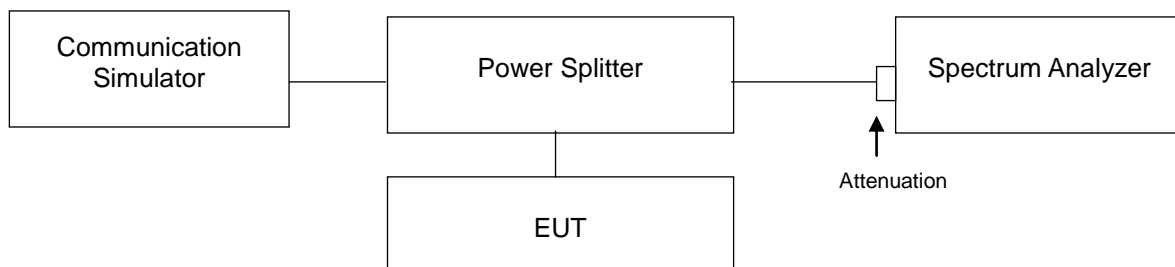 Communication
Simulator
Power Splitter
Spectrum Analyzer
Attenuation
EUT